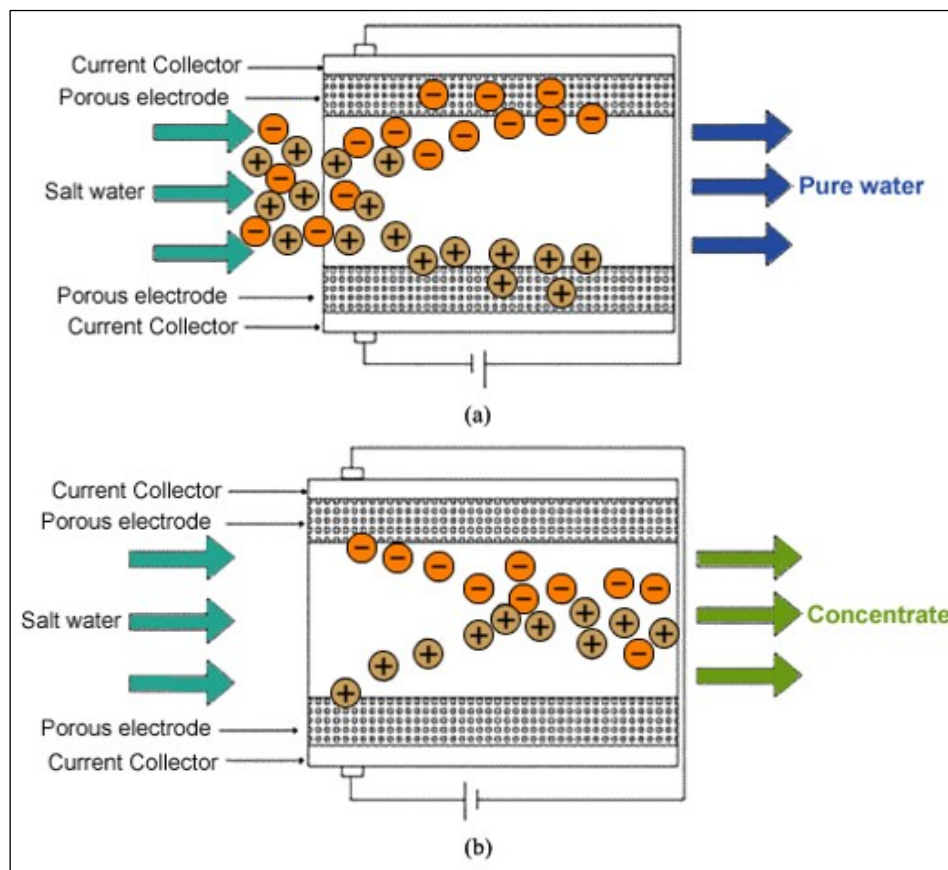 Current Collector
Porous electrode
Salt water
Pure water
Porous electrode
Current Collector
(a)
Current Collector
Porous electrode
Salt water
Concentrate
Porous electrode
Current Collector
(b)